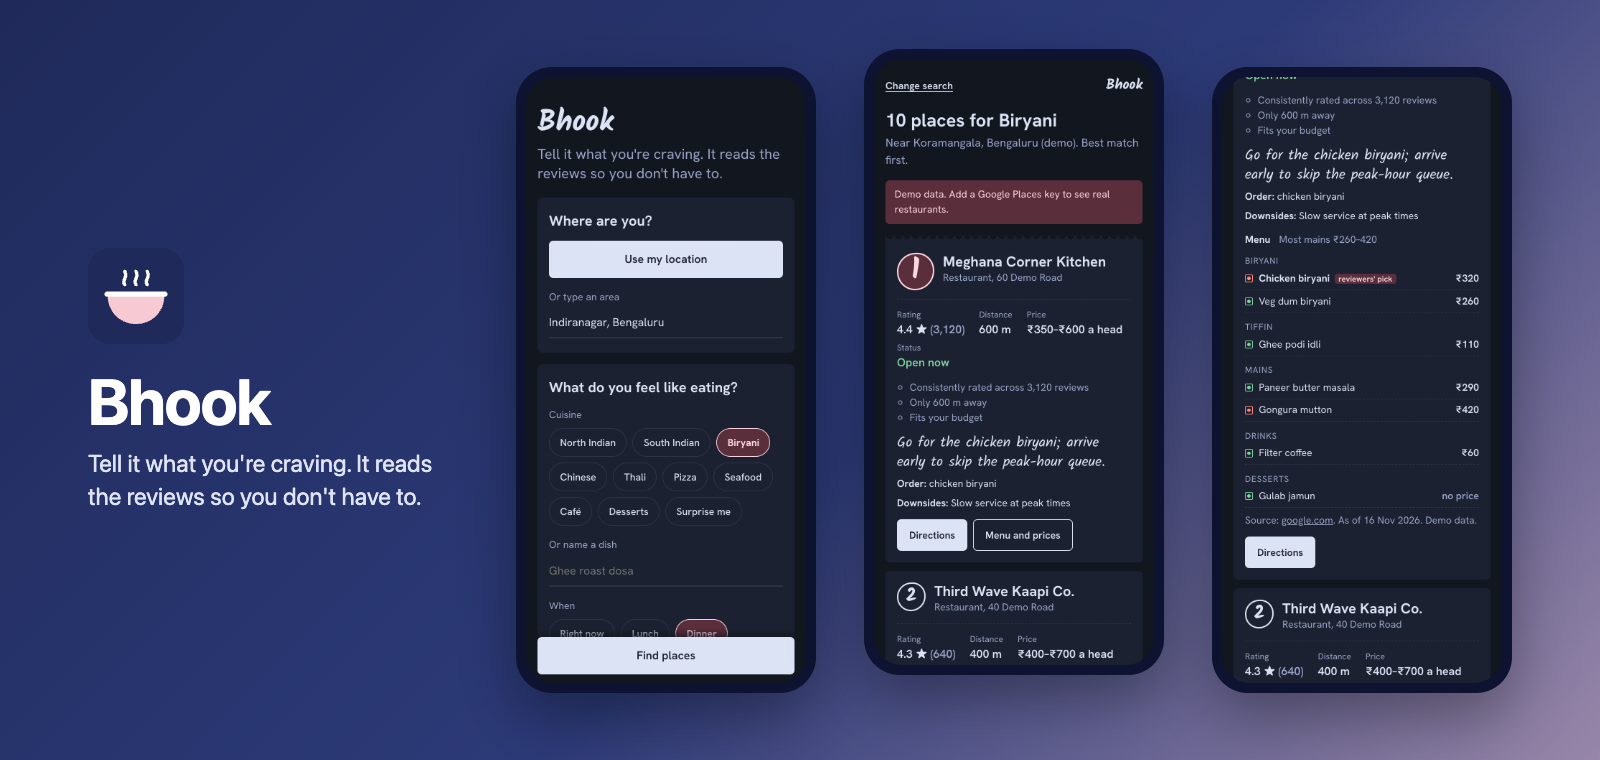 Bhook
Tell it what you're craving. It reads
the reviews so you don't have to.
Bhook
Tell it what you're craving. It reads the
reviews so you don't have to.
Where are you?
Use my location
Or type an area
Indiranagar, Bengaluru
What do you feel like eating?
Cuisine
North Indian South Indian Biryani
Chinese Thali Pizza Seafood
Café Desserts Surprise me
Or name a dish
Ghee roast dosa
When
Right now Lunch Dinner
Find places
Change search Bhook
10 places for Biryani
Near Koramangala, Bengaluru (demo). Best match
first.
Demo data. Add a Google Places key to see real
restaurants.
1 Meghana Corner Kitchen
Restaurant, 60 Demo Road
Rating Distance Price
4.4 ★ (3,120) 600 m ₹350–₹600 a head
Status
Open now
Consistently rated across 3,120 reviews
Only 600 m away
Fits your budget
Go for the chicken biryani; arrive
early to skip the peak-hour queue.
Order: chicken biryani
Downsides: Slow service at peak times
Directions Menu and prices
2 Third Wave Kaapi Co.
Restaurant, 40 Demo Road
Rating Distance Price
4.3 ★ (640) 400 m ₹400–₹700 a head
Open now
Consistently rated across 3,120 reviews
Only 600 m away
Fits your budget
Go for the chicken biryani; arrive
early to skip the peak-hour queue.
Order: chicken biryani
Downsides: Slow service at peak times
Menu Most mains ₹260–420
BIRYANI
Chicken biryani reviewers' pick ₹320
Veg dum biryani ₹260
TIFFIN
Ghee podi idli ₹110
MAINS
Paneer butter masala ₹290
Gongura mutton ₹420
DRINKS
Filter coffee ₹60
DESSERTS
Gulab jamun no price
Source: google.com. As of 16 Nov 2026. Demo data.
Directions
2 Third Wave Kaapi Co.
Restaurant, 40 Demo Road
Rating Distance Price
4.3 ★ (640) 400 m ₹400–₹700 a head